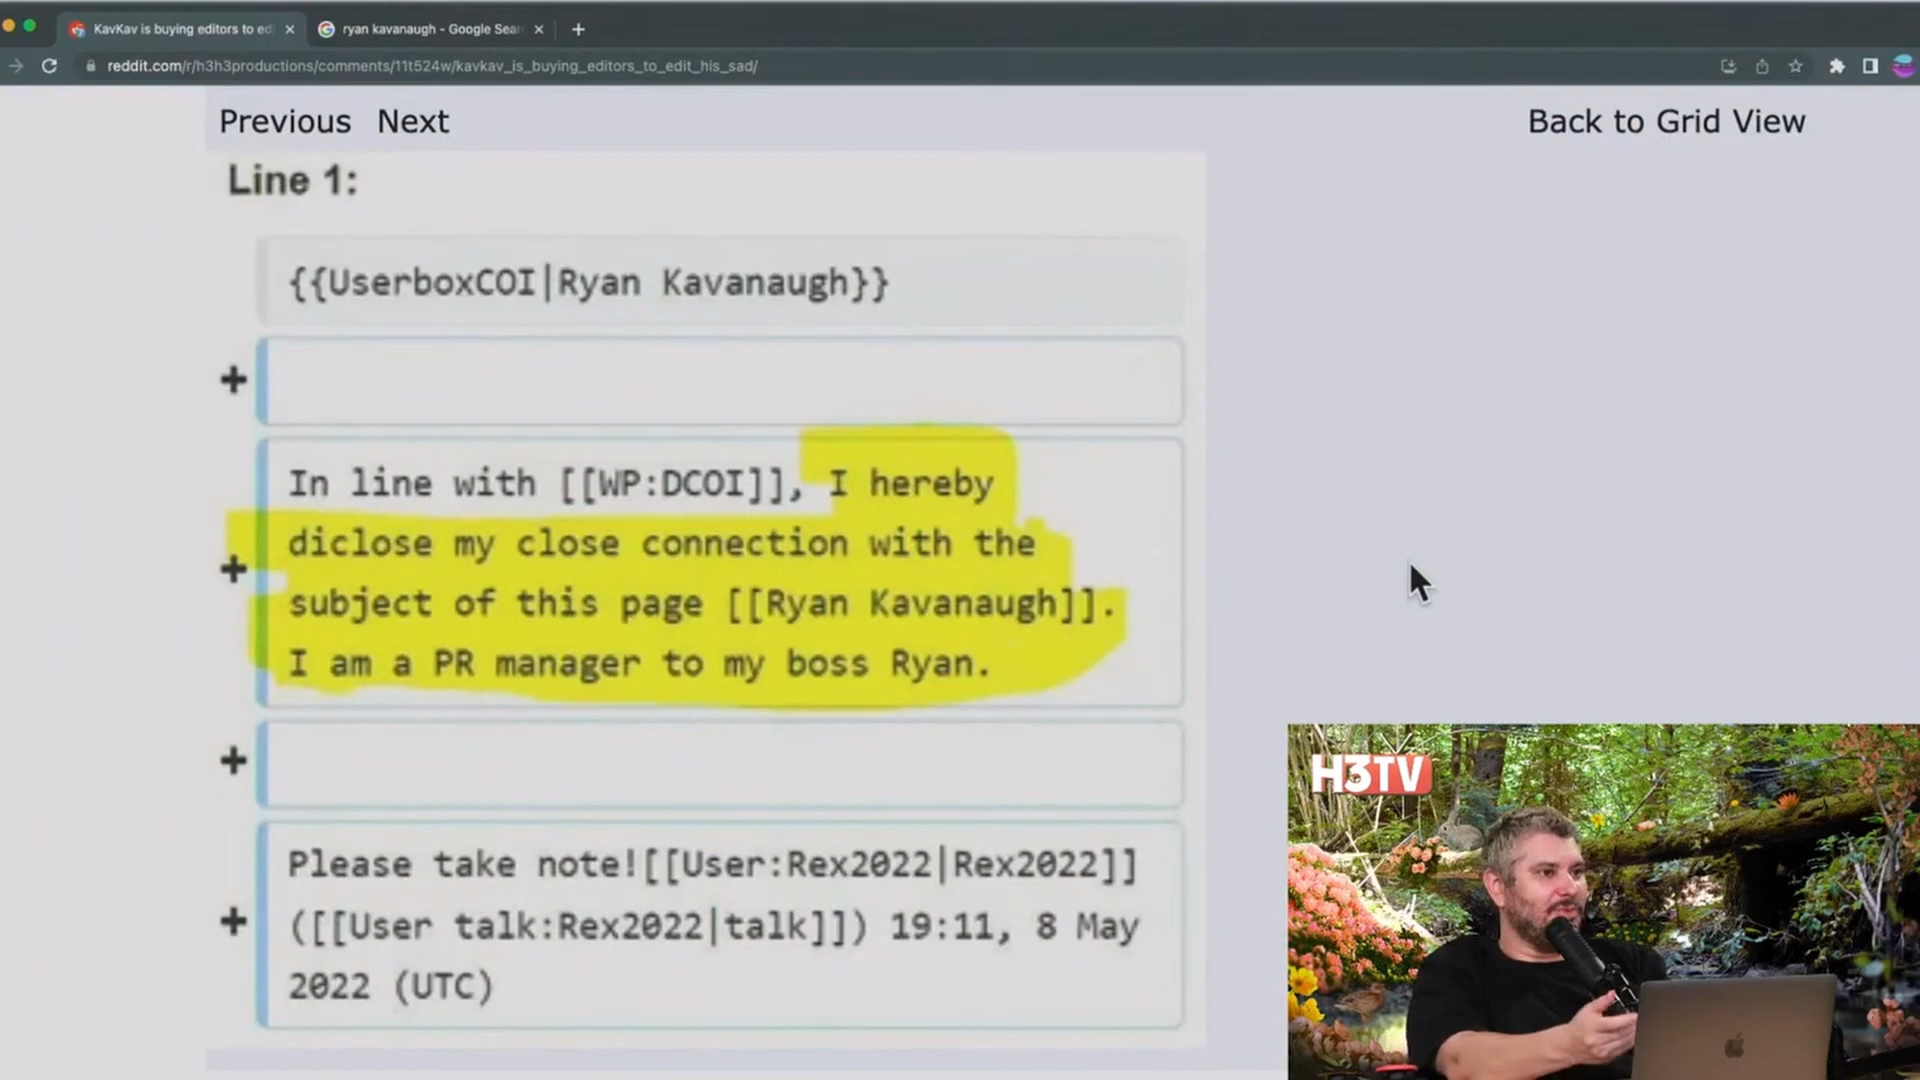 KavKav is buying editors to edi
ryan kavanaugh - Google Sear
reddit.com/r/h3h3productions/comments/11t524w/kavkav_is_buying_editors_to_edit_his_sad/
Previous Next
Back to Grid View
Line 1:
{{UserboxCOI|Ryan Kavanaugh}}
+
+
In line with [[WP:DCOI]], I hereby
diclose my close connection with the
subject of this page [[Ryan Kavanaugh]].
I am a PR manager to my boss Ryan.
+
+
Please take note![[User:Rex2022|Rex2022]]
([[User talk:Rex2022|talk]]) 19:11, 8 May
2022 (UTC)
H3TV